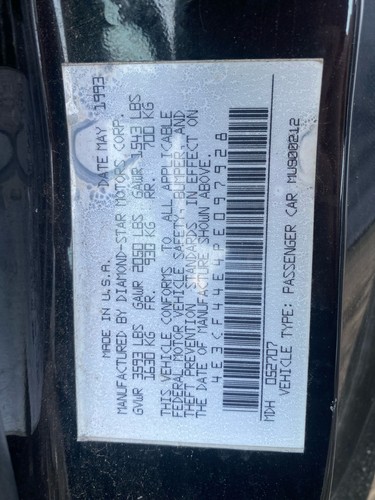 MADE IN U.S.A. DATE MAY 1993
MANUFACTURED BY DIAMOND-STAR MOTORS CORP.
GVWR 3593 LBS GAWR 2050 LBS GAWR 1543 LBS
1630 KG FR. 930 KG RR. 700 KG
THIS VEHICLE CONFORMS TO ALL APPLICABLE
FEDERAL MOTOR VEHICLE SAFETY, BUMPER, AND
THEFT PREVENTION STANDARDS IN EFFECT ON
THE DATE OF MANUFACTURE SHOWN ABOVE.
4E3CF44E4PE097928
MDH 052707
VEHICLE TYPE: PASSENGER CAR MU800212